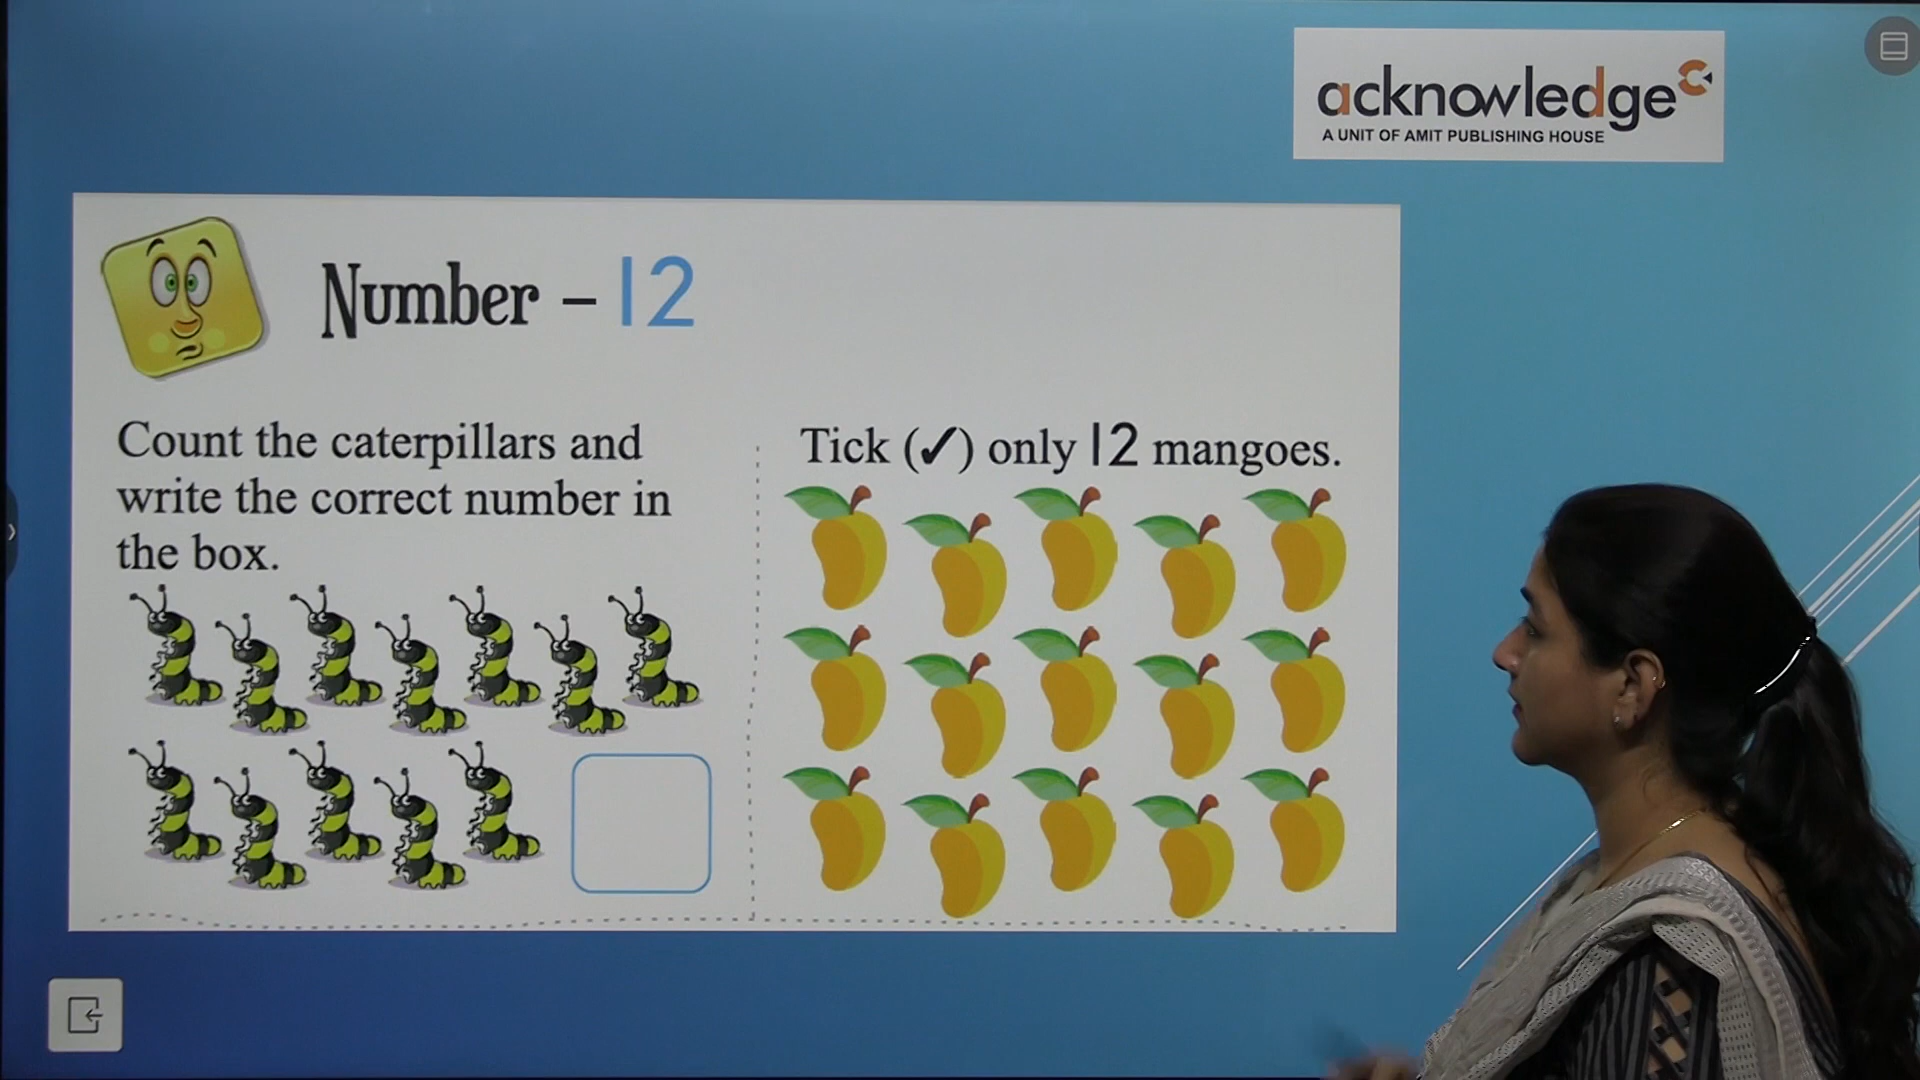 acknowledge
A UNIT OF AMIT PUBLISHING HOUSE
Number – 12
Count the caterpillars and
write the correct number in
the box.
Tick (✓) only 12 mangoes.